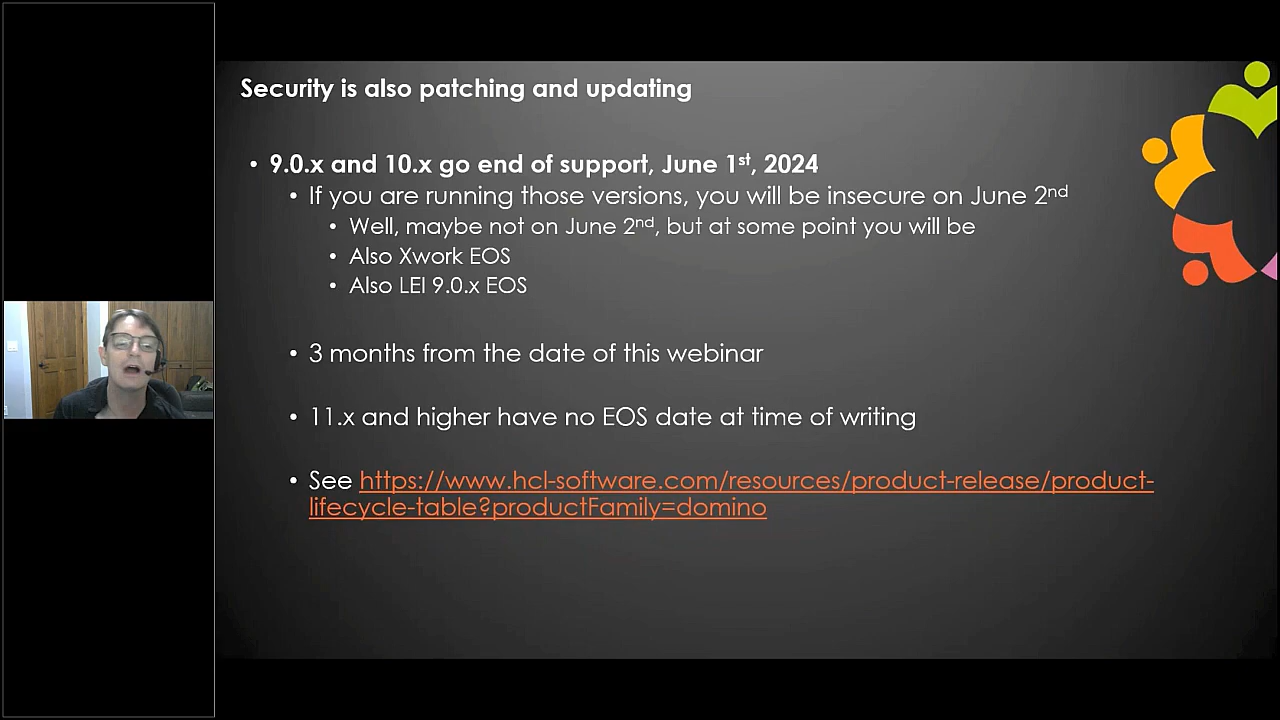 Security is also patching and updating
• 9.0.x and 10.x go end of support, June 1st, 2024
• If you are running those versions, you will be insecure on June 2nd
• Well, maybe not on June 2nd, but at some point you will be
• Also Xwork EOS
• Also LEI 9.0.x EOS
• 3 months from the date of this webinar
• 11.x and higher have no EOS date at time of writing
• See https://www.hcl-software.com/resources/product-release/product-
lifecycle-table?productFamily=domino